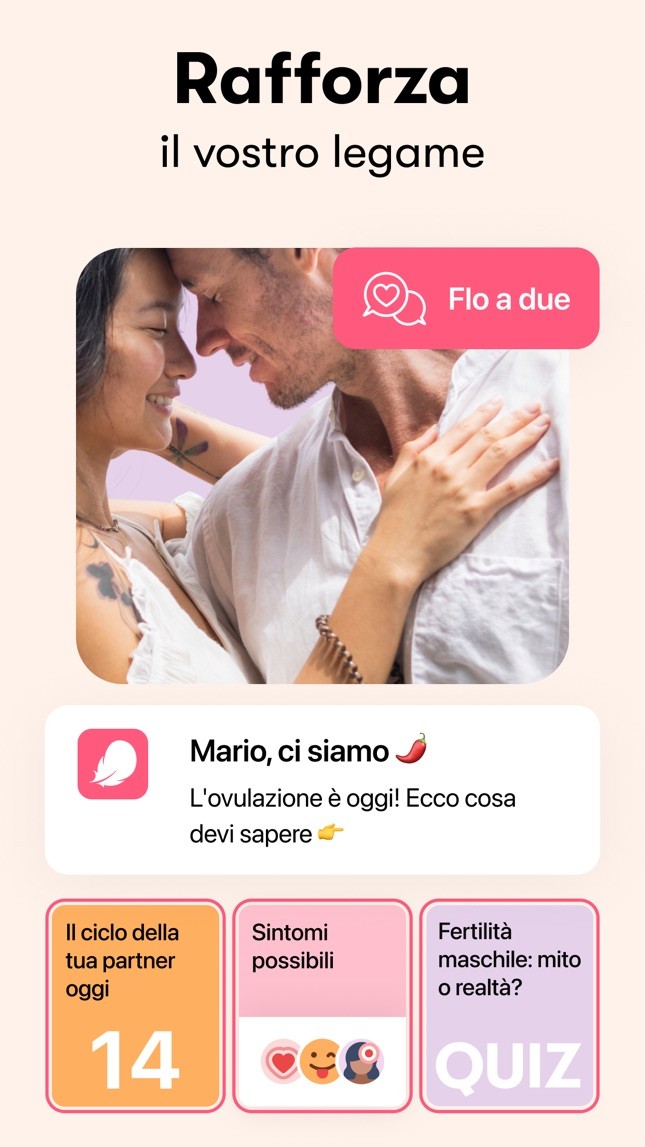 Rafforza
il vostro legame
Flo a due
Mario, ci siamo 🌶️
L'ovulazione è oggi! Ecco cosa
devi sapere 👉
Il ciclo della
tua partner
oggi
14
Sintomi
possibili
Fertilità
maschile: mito
o realtà?
QUIZ